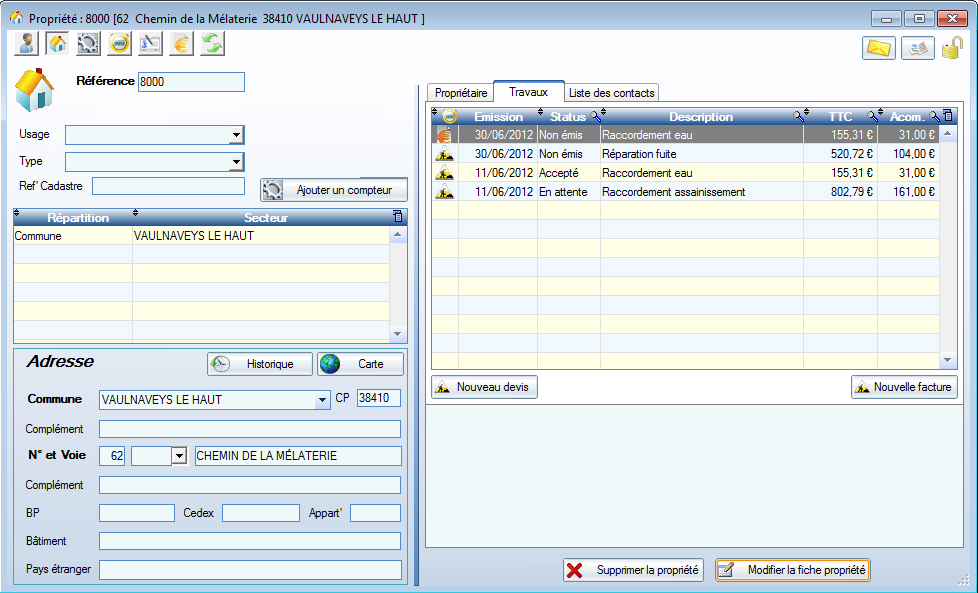 Propriété : 8000 [62 Chemin de la Mélaterie 38410 VAULNAVEYS LE HAUT ]
Référence 8000
Usage
Type
Ref' Cadastre
Ajouter un compteur
Répartition Secteur
Commune VAULNAVEYS LE HAUT
Adresse
Historique
Carte
Commune VAULNAVEYS LE HAUT CP 38410
Complément
N° et Voie 62 CHEMIN DE LA MÉLATERIE
Complément
BP Cedex Appart'
Bâtiment
Pays étranger
Propriétaire Travaux Liste des contacts
Emission Status Description TTC Acom.
30/06/2012 Non émis Raccordement eau 155,31 € 31,00 €
30/06/2012 Non émis Réparation fuite 520,72 € 104,00 €
11/06/2012 Accepté Raccordement eau 155,31 € 31,00 €
11/06/2012 En attente Raccordement assainissement 802,79 € 161,00 €
Nouveau devis
Nouvelle facture
Supprimer la propriété
Modifier la fiche propriété